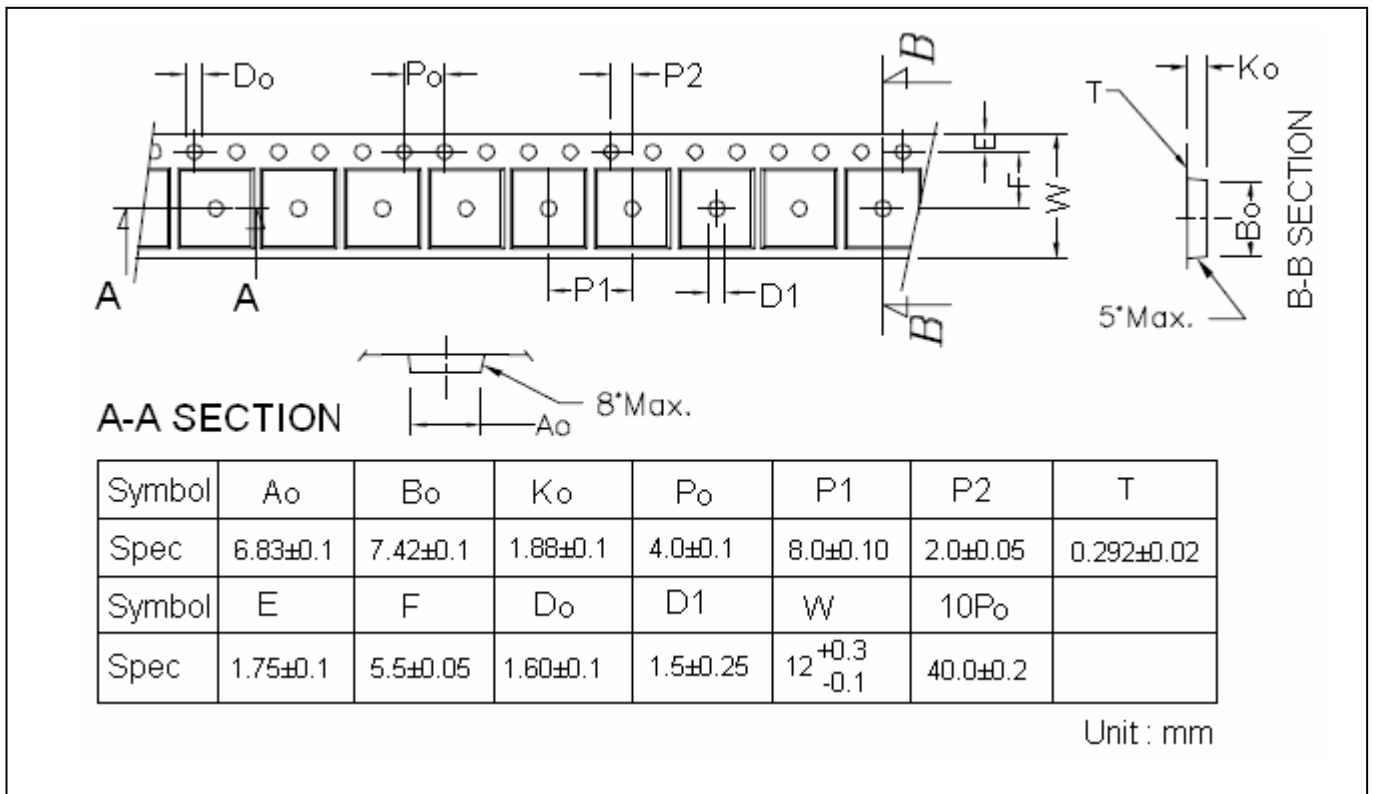 Do
Po
P2
B
Ko
T
E
F
W
Bo
B-B SECTION
A
A
P1
D1
B
5°Max.
8°Max.
A-A SECTION
Ao
Symbol Ao Bo Ko Po P1 P2 T
Spec 6.83±0.1 7.42±0.1 1.88±0.1 4.0±0.1 8.0±0.10 2.0±0.05 0.292±0.02
Symbol E F Do D1 W 10Po
Spec 1.75±0.1 5.5±0.05 1.60±0.1 1.5±0.25 12 +0.3 -0.1 40.0±0.2
Unit : mm